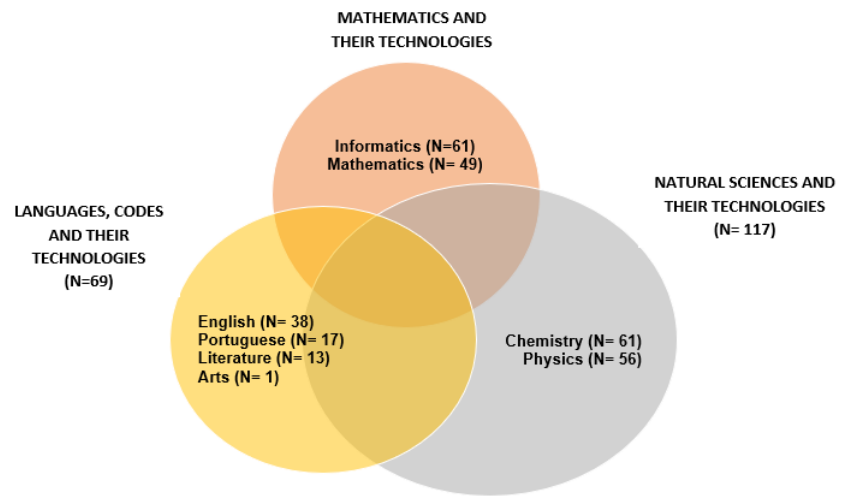 MATHEMATICS AND
THEIR TECHNOLOGIES
Informatics (N=61)
Mathematics (N= 49)
NATURAL SCIENCES AND
THEIR TECHNOLOGIES
(N= 117)
LANGUAGES, CODES
AND THEIR
TECHNOLOGIES
(N=69)
English (N= 38)
Portuguese (N= 17)
Literature (N= 13)
Arts (N= 1)
Chemistry (N= 61)
Physics (N= 56)